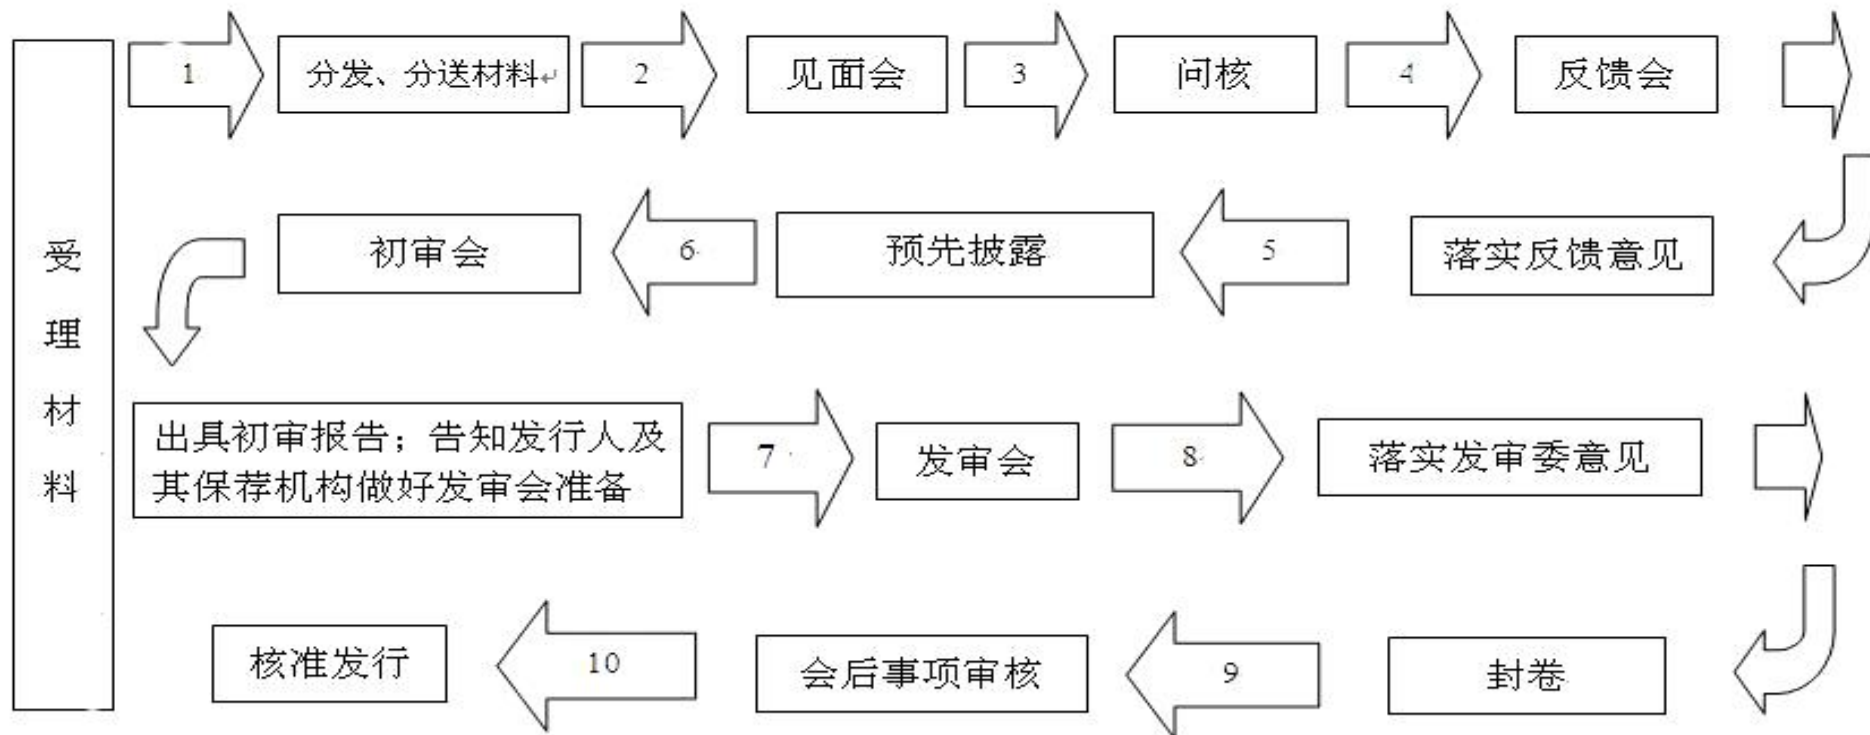 受
理
材
料
1
分发、分送材料
2
见面会
3
问核
4
反馈会
落实反馈意见
5
预先披露
6
初审会
出具初审报告；告知发行人及
其保荐机构做好发审会准备
7
发审会
8
落实发审委意见
封卷
9
会后事项审核
10
核准发行